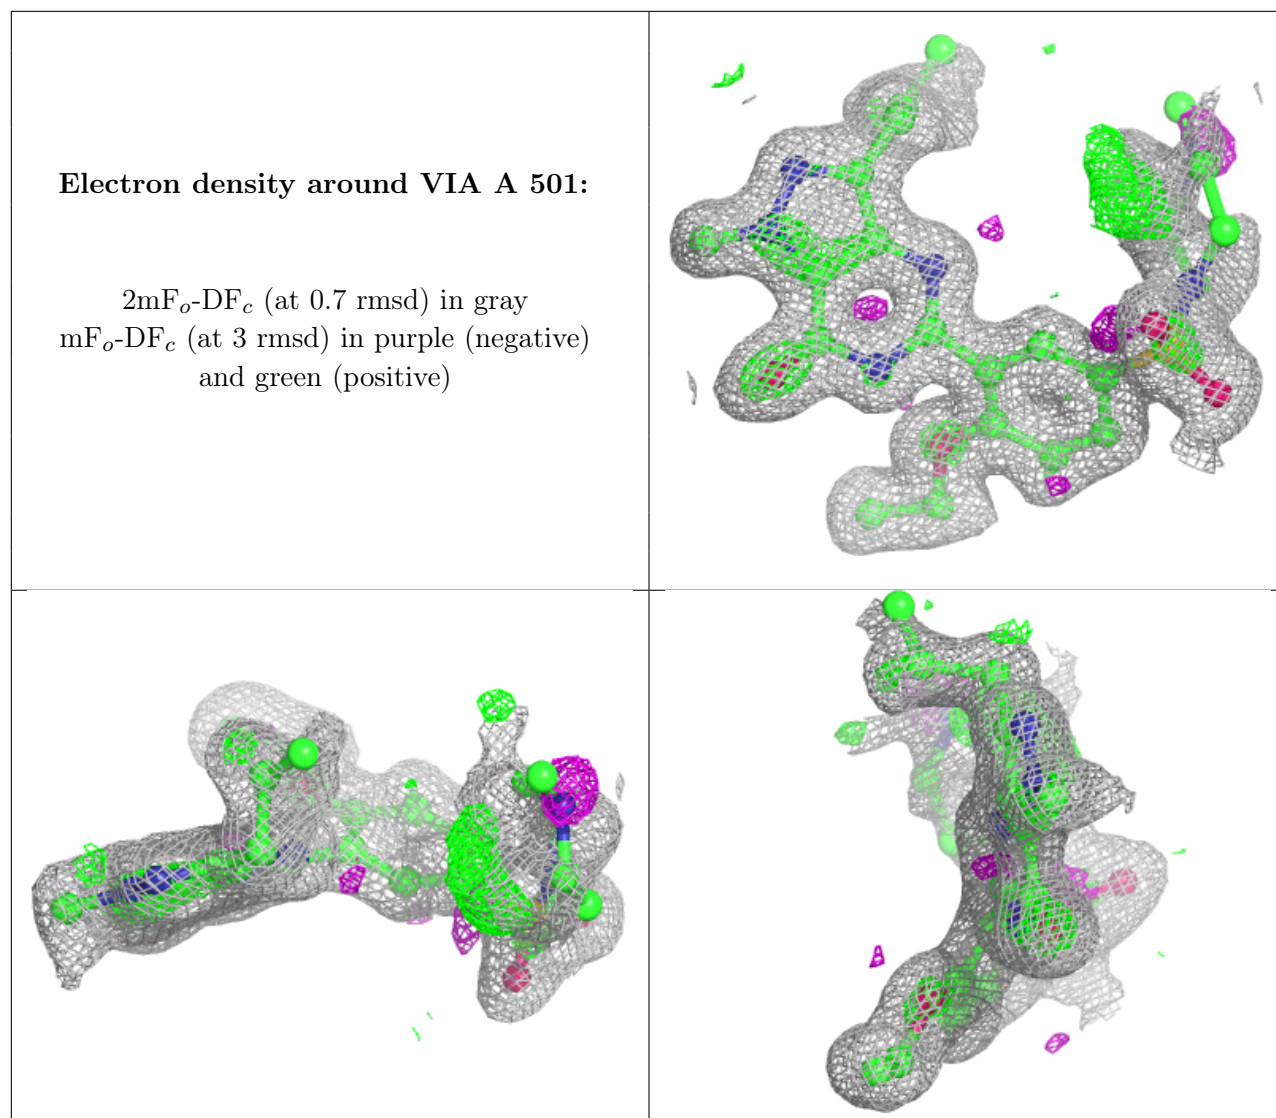 Electron density around VIA A 501:
2mFo-DFc (at 0.7 rmsd) in gray
mFo-DFc (at 3 rmsd) in purple (negative)
and green (positive)